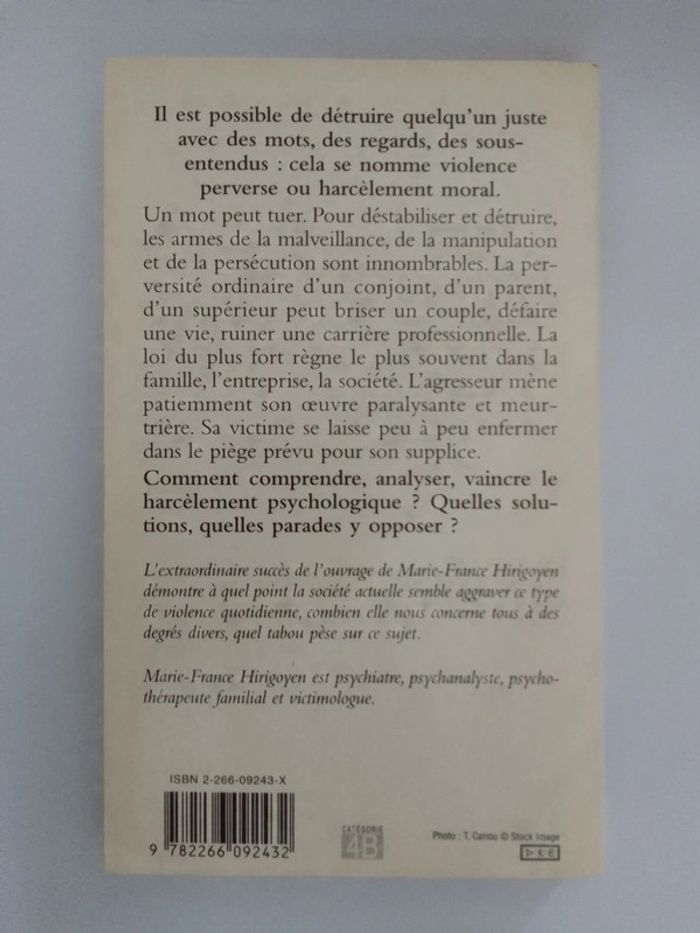 Il est possible de détruire quelqu'un juste
avec des mots, des regards, des sous-
entendus : cela se nomme violence
perverse ou harcèlement moral.
Un mot peut tuer. Pour déstabiliser et détruire,
les armes de la malveillance, de la manipulation
et de la persécution sont innombrables. La per-
versité ordinaire d'un conjoint, d'un parent,
d'un supérieur peut briser un couple, défaire
une vie, ruiner une carrière professionnelle. La
loi du plus fort règne le plus souvent dans la
famille, l'entreprise, la société. L'agresseur mène
patiemment son œuvre paralysante et meur-
trière. Sa victime se laisse peu à peu enfermer
dans le piège prévu pour son supplice.
Comment comprendre, analyser, vaincre le
harcèlement psychologique ? Quelles solu-
tions, quelles parades y opposer ?
L'extraordinaire succès de l'ouvrage de Marie-France Hirigoyen
démontre à quel point la société actuelle semble aggraver ce type
de violence quotidienne, combien elle nous concerne tous à des
degrés divers, quel tabou pèse sur ce sujet.
Marie-France Hirigoyen est psychiatre, psychanalyste, psycho-
thérapeute familial et victimologue.
ISBN 2-266-09243-X
9 782266 092432
CATÉGORIE
4B
Photo : T. Cariou © Stock Image